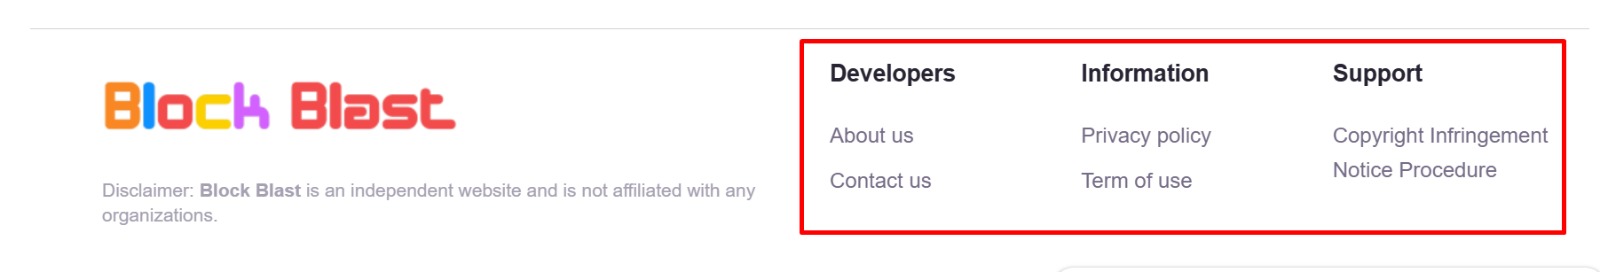 Block Blast
Disclaimer: Block Blast is an independent website and is not affiliated with any
organizations.
Developers
About us
Contact us
Information
Privacy policy
Term of use
Support
Copyright Infringement
Notice Procedure